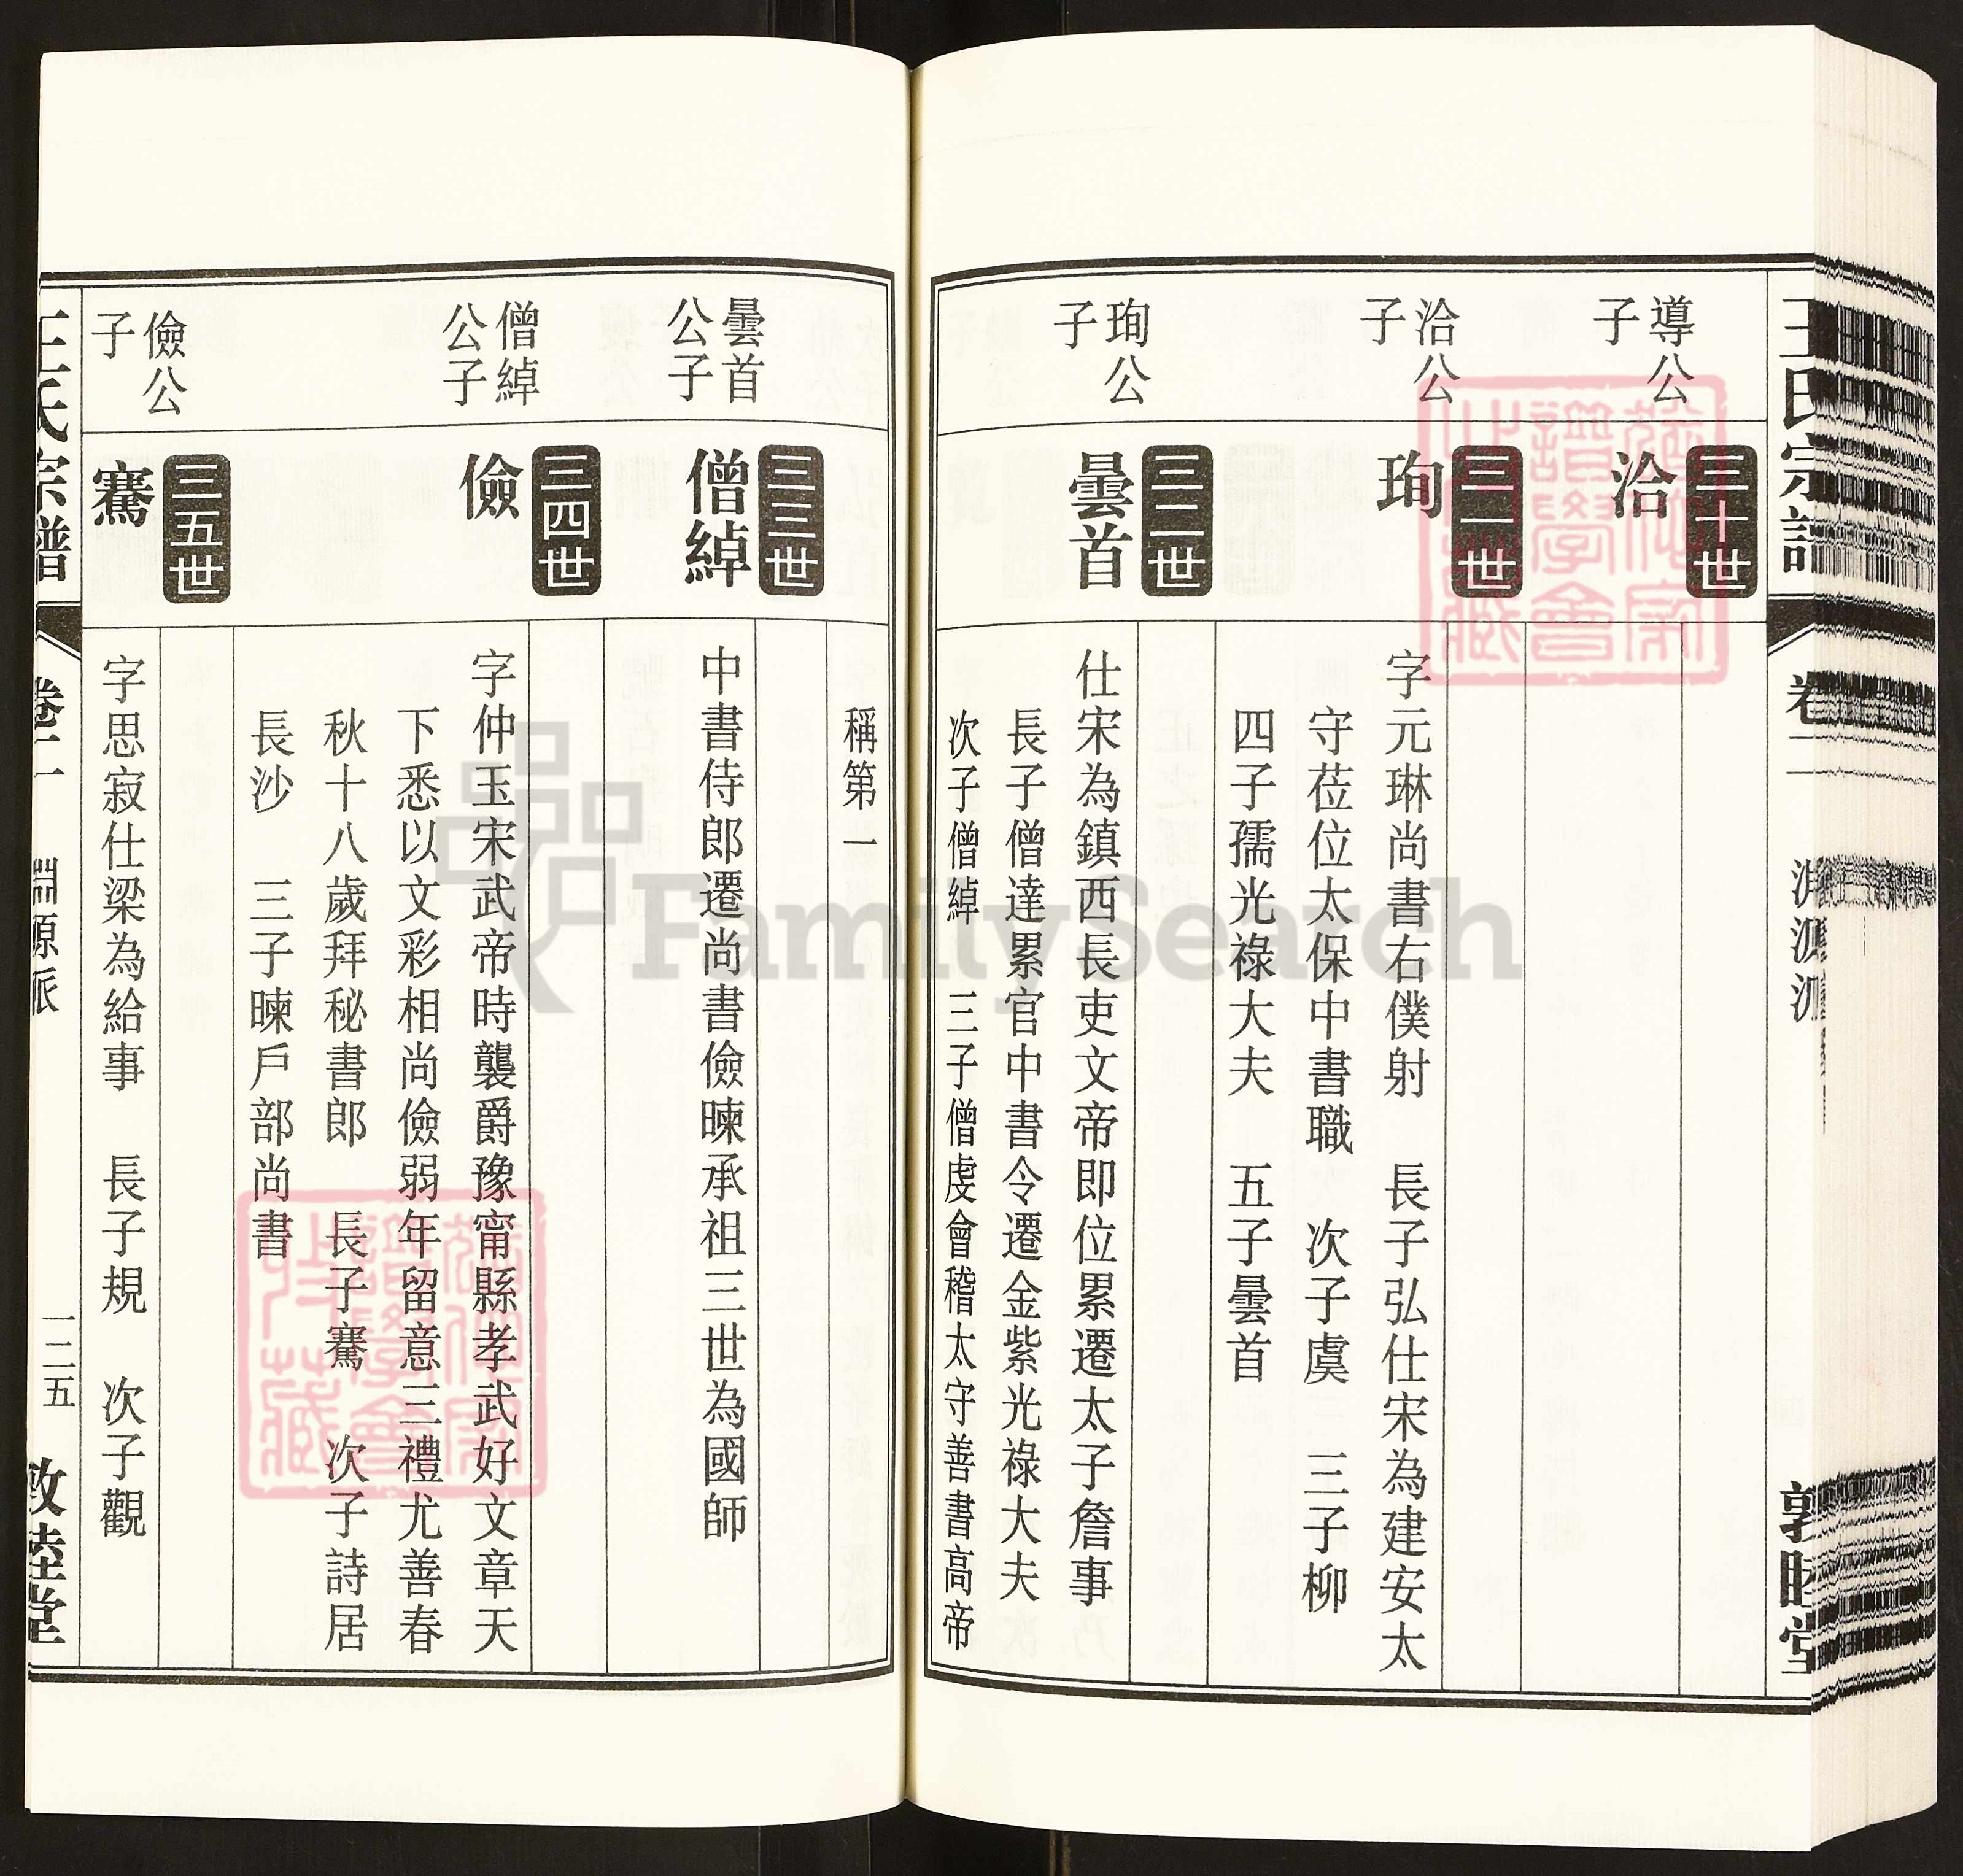 王氏宗譜
卷二
淵源派
敦睦堂
導公
子
三十世
洽
洽公
子
三一世
珣
字元琳尚書右僕射 長子弘仕宋為建安太
守莅位太保中書職 次子虞 三子柳
四子孺光祿大夫 五子曇首
珣公
子
三二世
曇首
仕宋為鎮西長吏文帝即位累遷太子詹事
長子僧達累官中書令遷金紫光祿大夫
次子僧綽 三子僧虔會稽太守善書高帝
稱第一
曇首
公子
三三世
僧綽
中書侍郎遷尚書儉暕承祖三世為國師
僧綽
公子
三四世
儉
字仲玉宋武帝時襲爵豫甯縣孝武好文章天
下悉以文彩相尚儉弱年留意三禮尤善春
秋十八歲拜秘書郎 長子騫 次子詩居
長沙 三子暕戶部尚書
儉公
子
三五世
騫
字思寂仕梁為給事 長子規 次子觀
王氏宗譜
卷二
淵源派
一二五
敦睦堂
FamilySearch